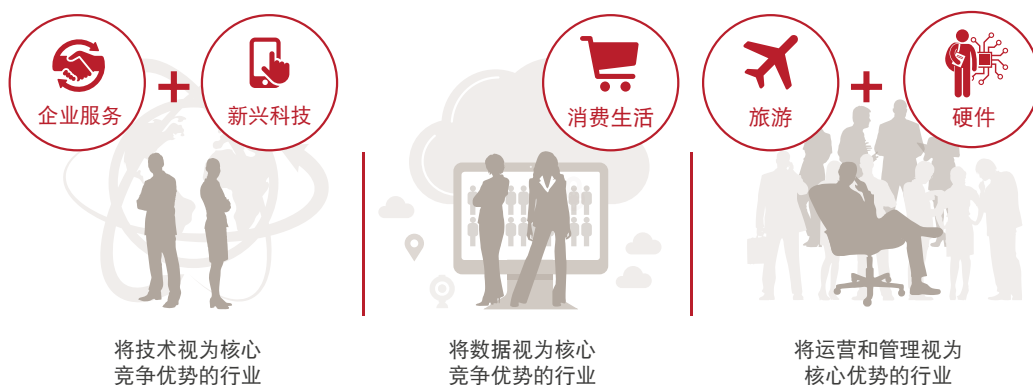 企业服务
新兴科技
消费生活
旅游
硬件
将技术视为核心
竞争优势的行业
将数据视为核心
竞争优势的行业
将运营和管理视为
核心优势的行业